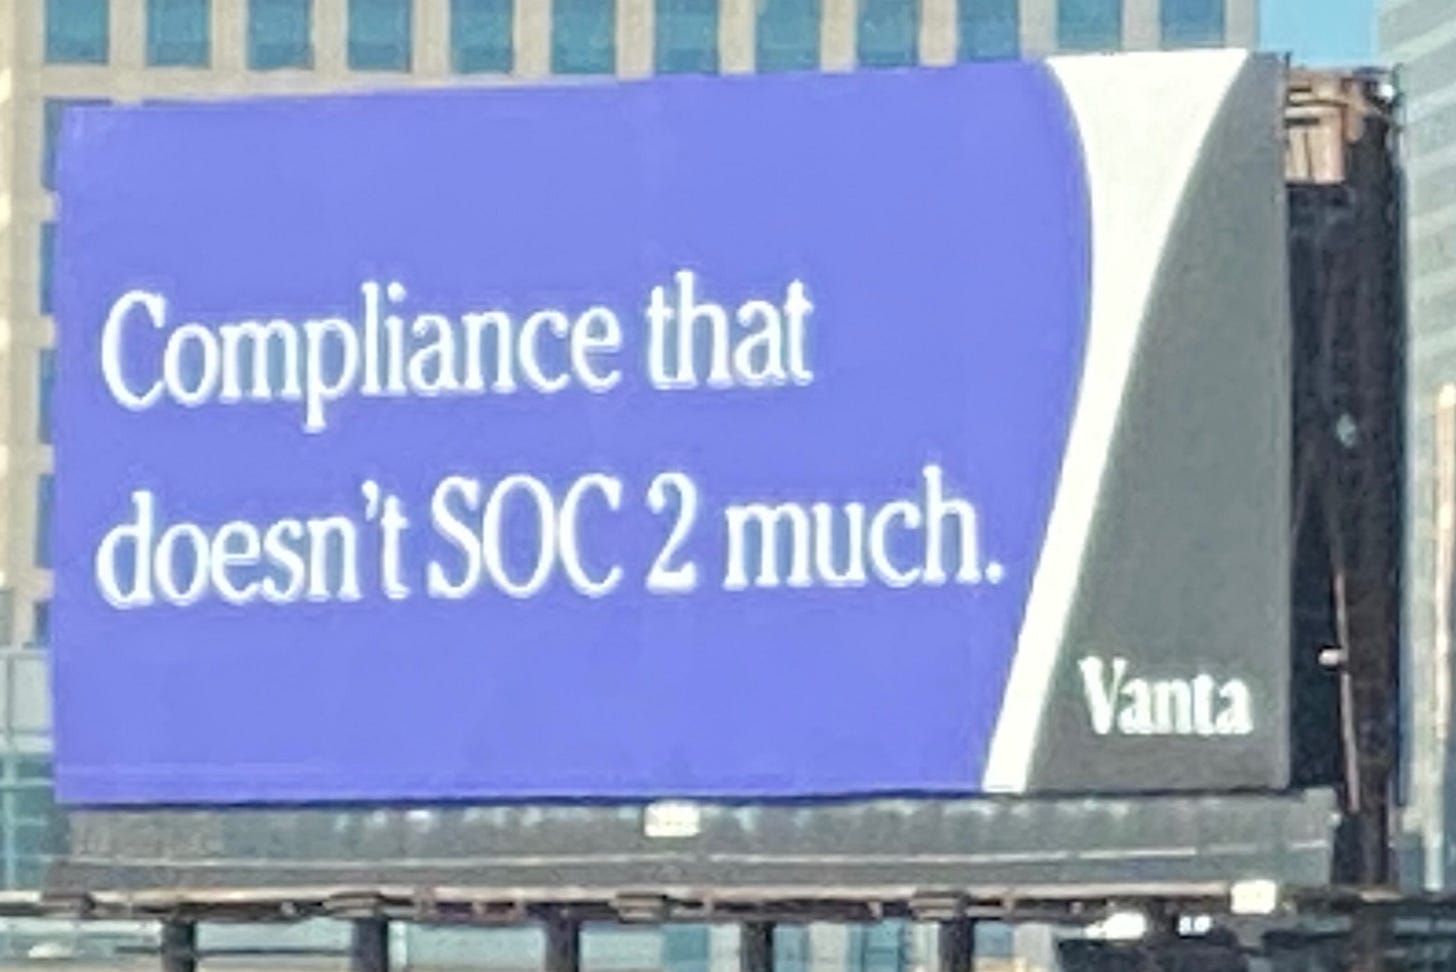 Compliance that
doesn't SOC 2 much.
Vanta